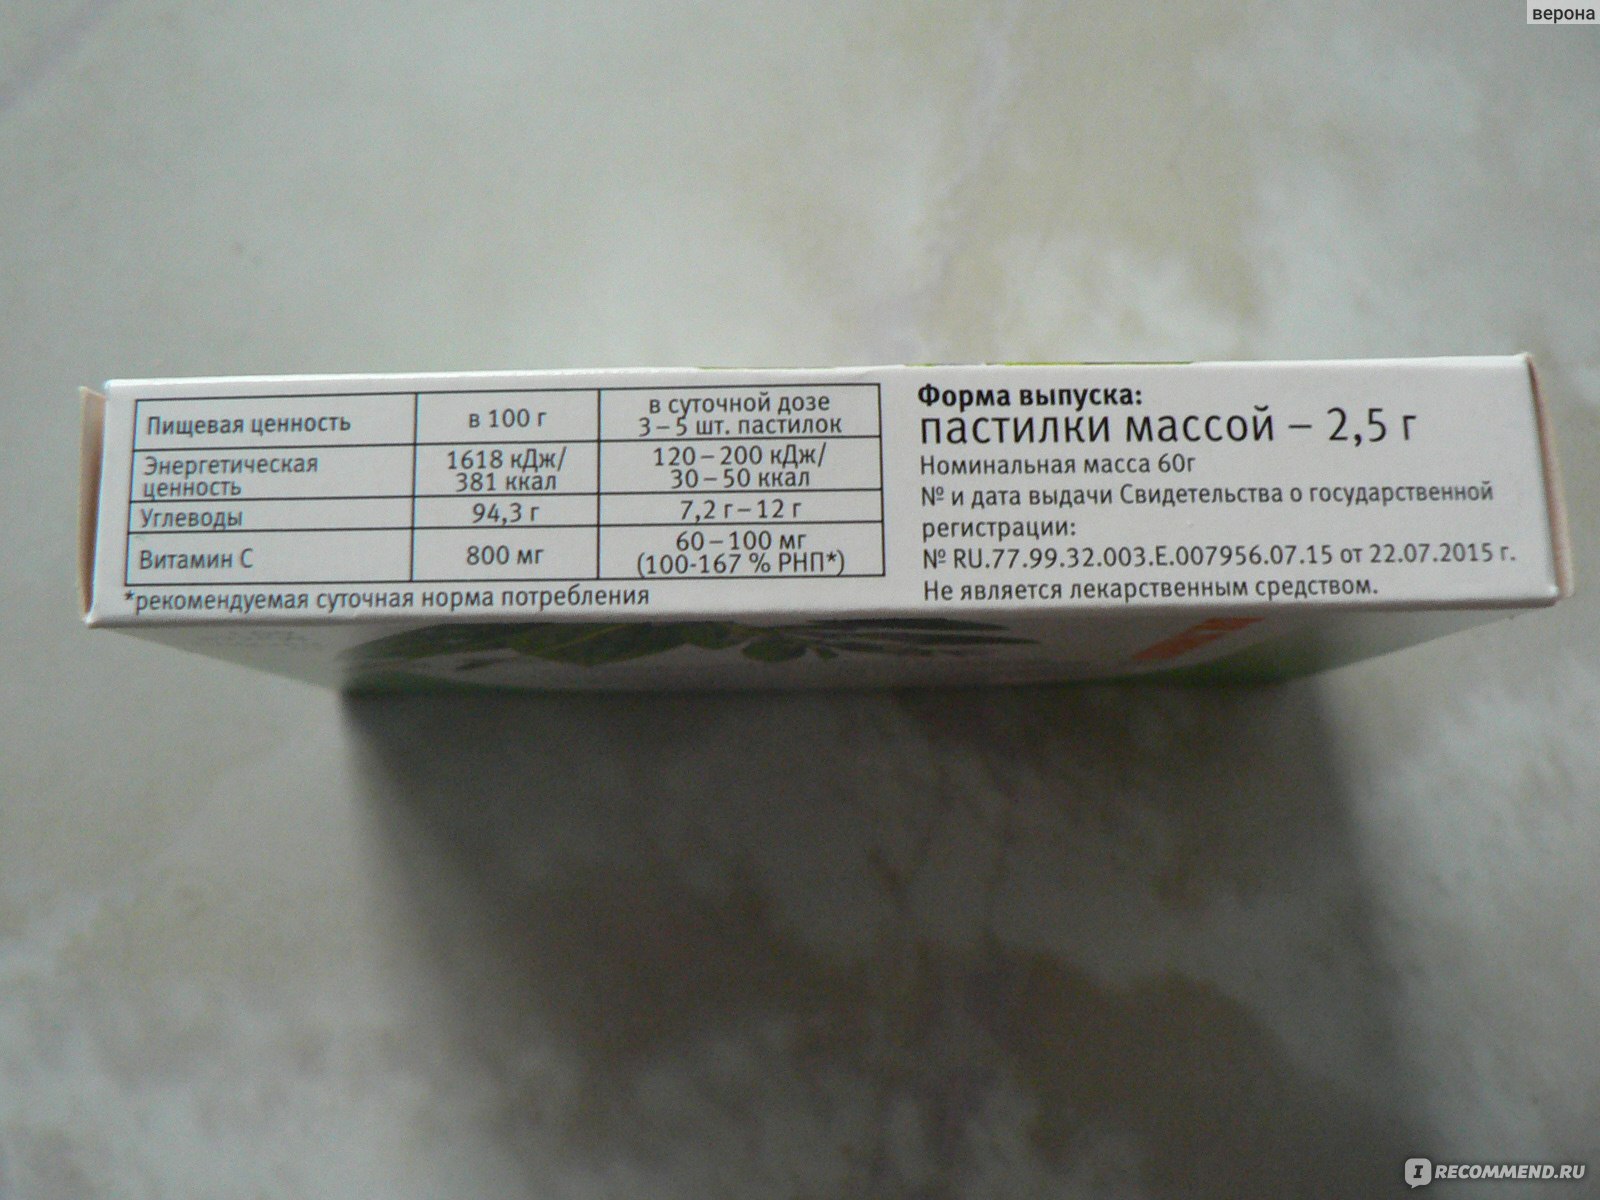 верона
Пищевая ценность
в 100 г
в суточной дозе
3 – 5 шт. пастилок
Энергетическая
ценность
1618 кДж/
381 ккал
120 – 200 кДж/
30 – 50 ккал
Углеводы
94,3 г
7,2 г – 12 г
Витамин С
800 мг
60 – 100 мг
(100-167 % РНП*)
*рекомендуемая суточная норма потребления
Форма выпуска:
пастилки массой – 2,5 г
Номинальная масса 60г
№ и дата выдачи Свидетельства о государственной
регистрации:
№ RU.77.99.32.003.Е.007956.07.15 от 22.07.2015 г.
Не является лекарственным средством.
IRECOMMEND.RU